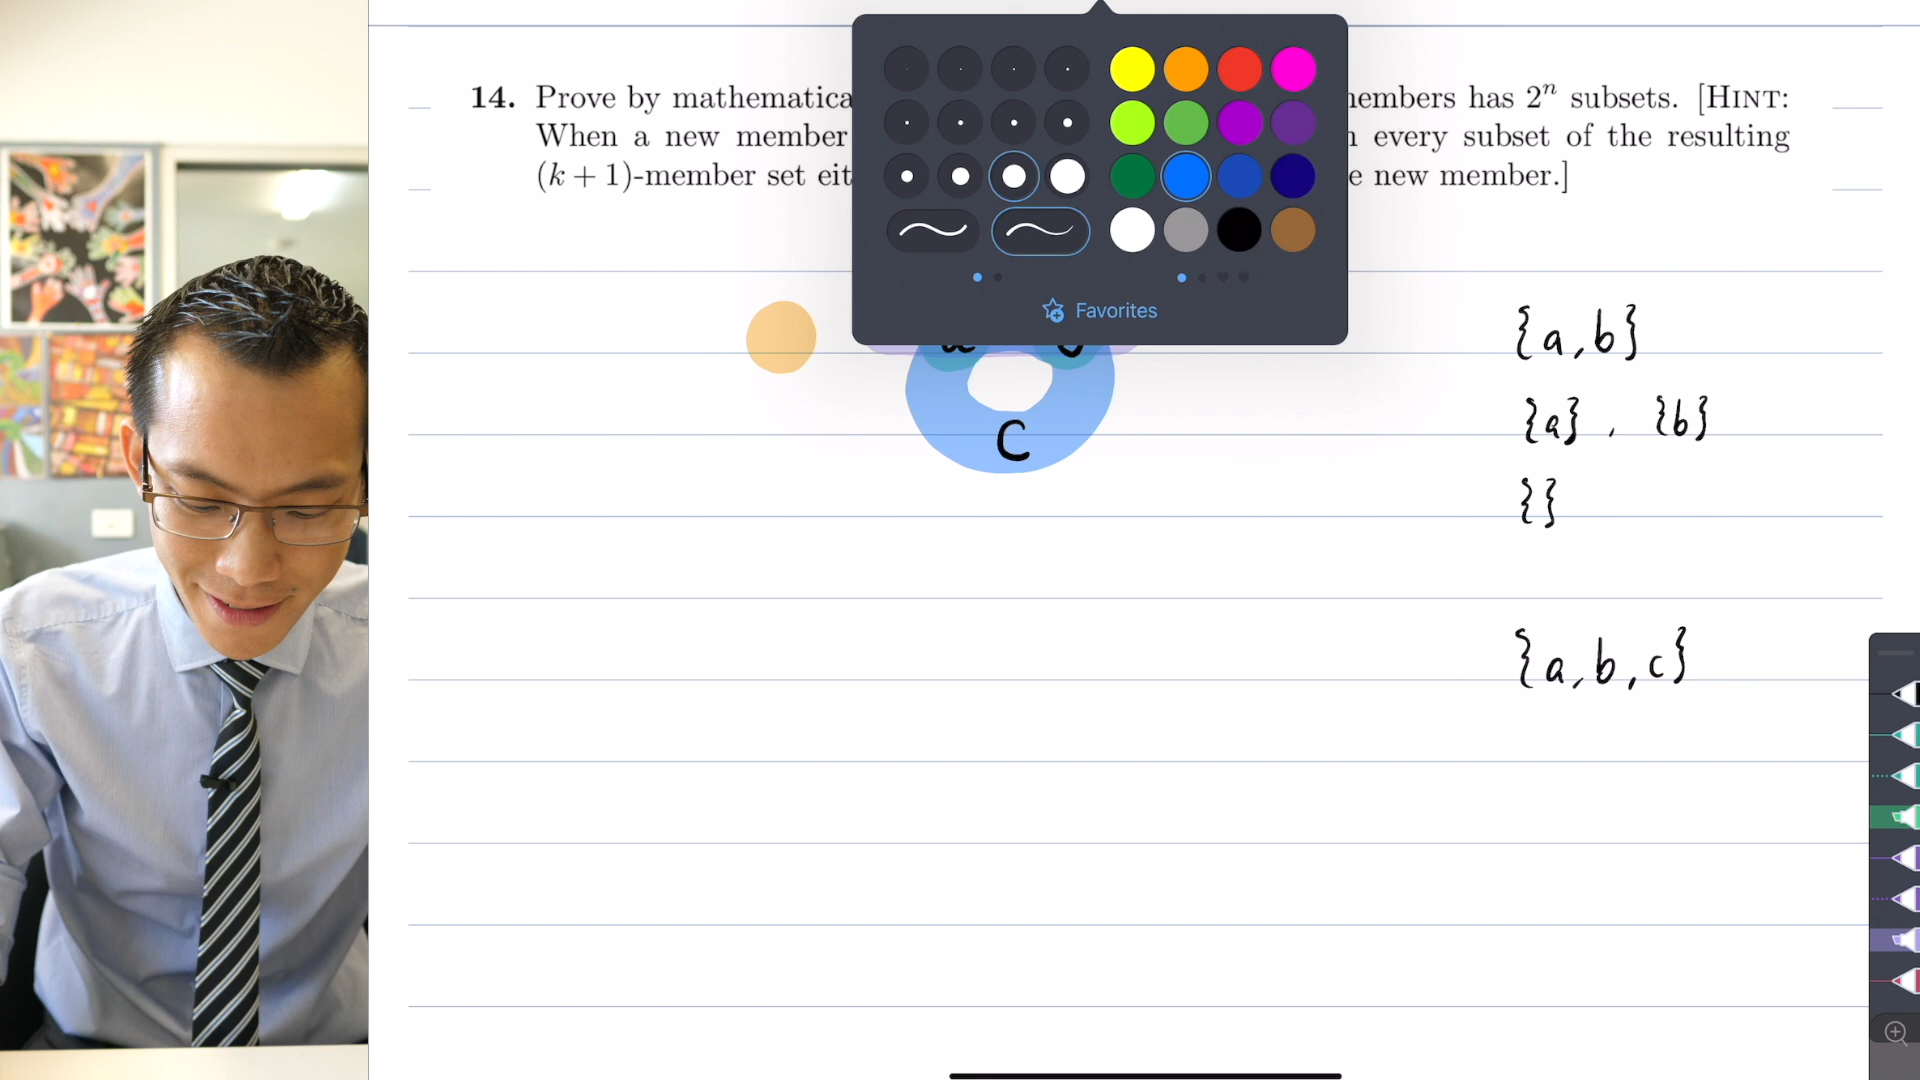 14. Prove by mathematica embers has 2ⁿ subsets. [HINT:
When a new member every subset of the resulting
(k + 1)-member set eit e new member.]
Favorites
{a,b}
{a} , {b}
C
{}
{a,b,c}